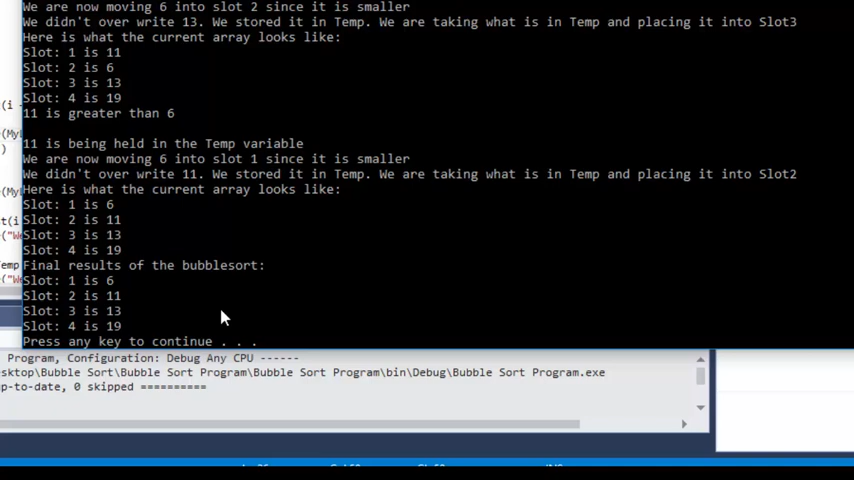 We are now moving 6 into slot 2 since it is smaller
We didn't over write 13. We stored it in Temp. We are taking what is in Temp and placing it into Slot3
Here is what the current array looks like:
Slot: 1 is 11
Slot: 2 is 6
Slot: 3 is 13
Slot: 4 is 19
11 is greater than 6
11 is being held in the Temp variable
We are now moving 6 into slot 1 since it is smaller
We didn't over write 11. We stored it in Temp. We are taking what is in Temp and placing it into Slot2
Here is what the current array looks like:
Slot: 1 is 6
Slot: 2 is 11
Slot: 3 is 13
Slot: 4 is 19
Final results of the bubblesort:
Slot: 1 is 6
Slot: 2 is 11
Slot: 3 is 13
Slot: 4 is 19
Press any key to continue . . .
Program, Configuration: Debug Any CPU ------
sktop\Bubble Sort\Bubble Sort Program\Bubble Sort Program\bin\Debug\Bubble Sort Program.exe
up-to-date, 0 skipped ==========